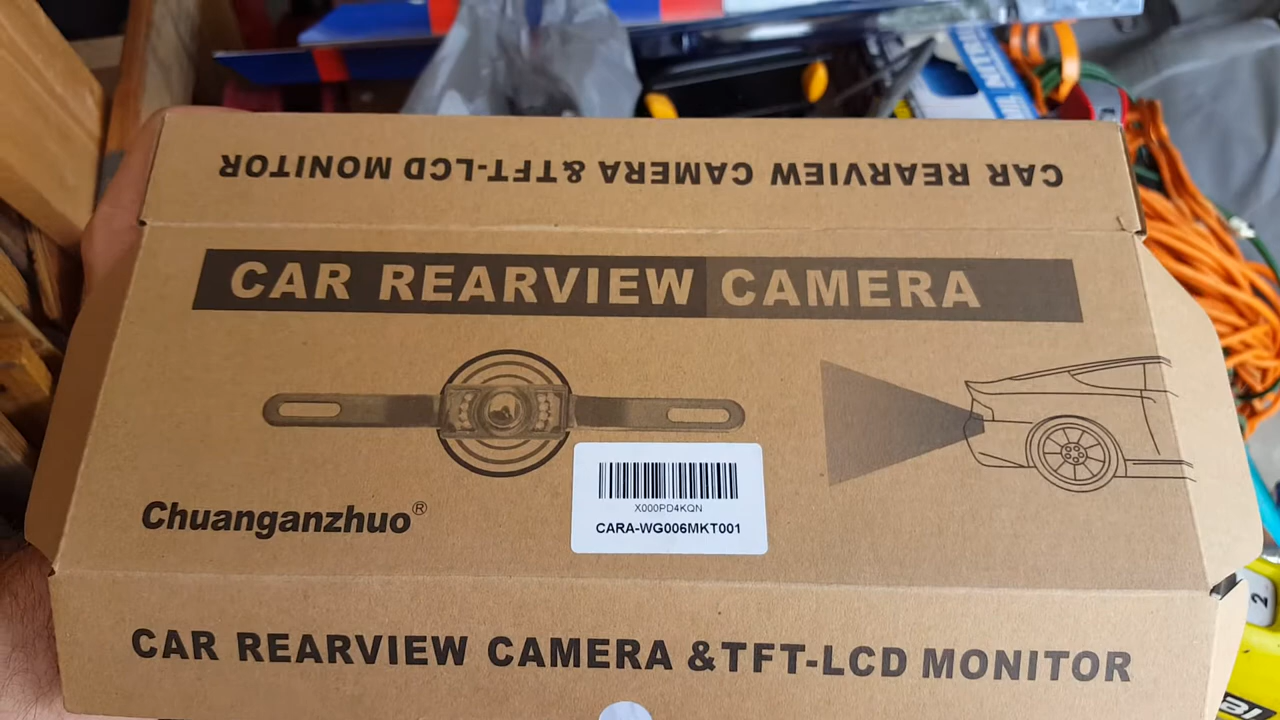 CAR REARVIEW CAMERA &TFT-LCD MONITOR
CAR REARVIEW CAMERA
X000PD4KQN
CARA-WG006MKT001
Chuanganzhuo®
CAR REARVIEW CAMERA &TFT-LCD MONITOR
2